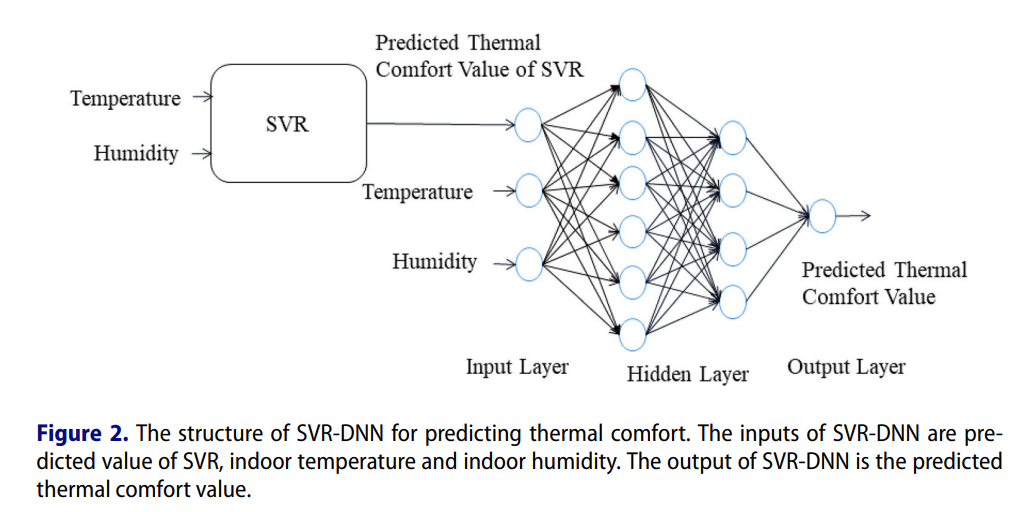 Predicted Thermal
Comfort Value of SVR
Temperature
SVR
Humidity
Temperature
Humidity
Predicted Thermal
Comfort Value
Input Layer
Hidden Layer
Output Layer
Figure 2. The structure of SVR-DNN for predicting thermal comfort. The inputs of SVR-DNN are pre-
dicted value of SVR, indoor temperature and indoor humidity. The output of SVR-DNN is the predicted
thermal comfort value.